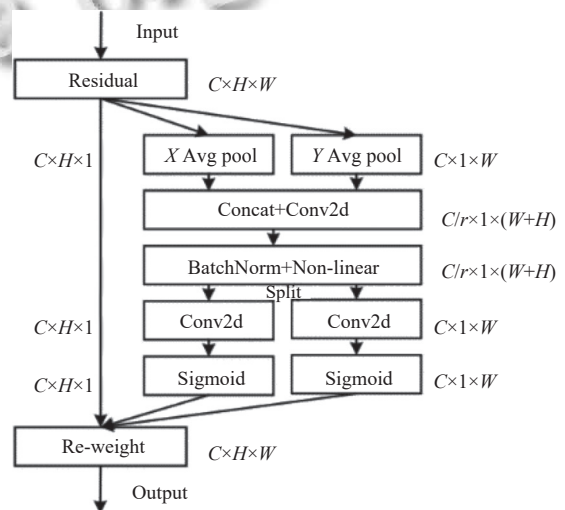 Input
Residual
C×H×W
C×H×1
X Avg pool
Y Avg pool
C×1×W
Concat+Conv2d
C/r×1×(W+H)
BatchNorm+Non-linear
C/r×1×(W+H)
Split
C×H×1
Conv2d
Conv2d
C×1×W
C×H×1
Sigmoid
Sigmoid
C×1×W
Re-weight
C×H×W
Output